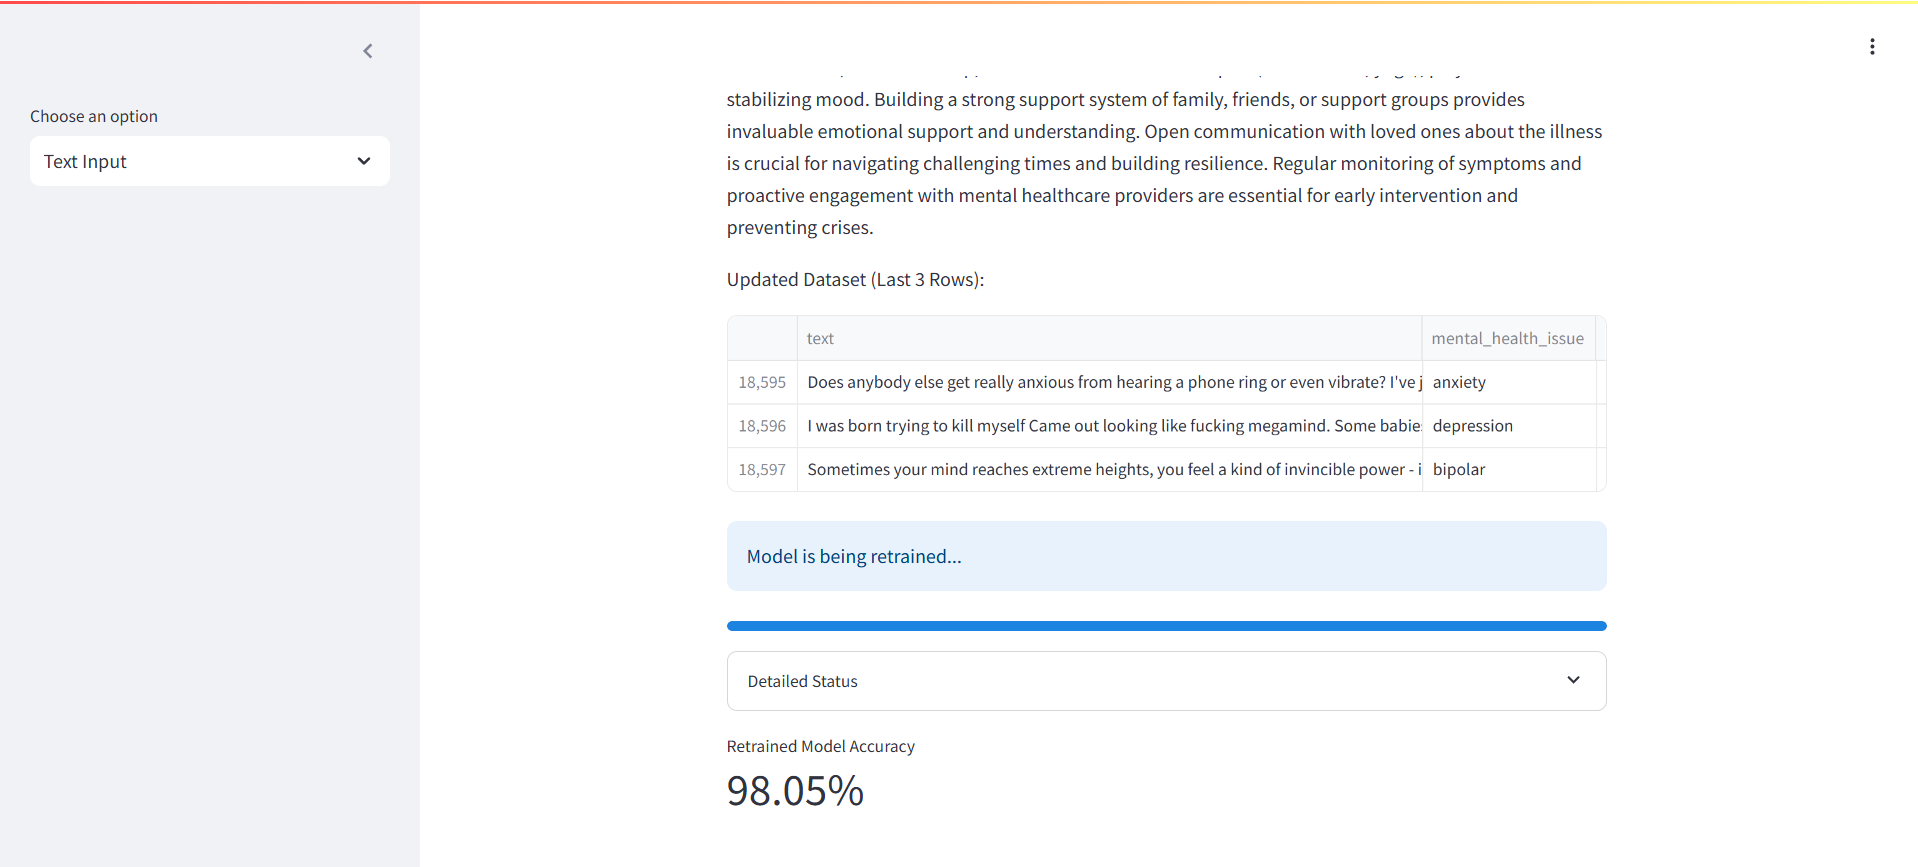 Choose an option
Text Input
stabilizing mood. Building a strong support system of family, friends, or support groups provides
invaluable emotional support and understanding. Open communication with loved ones about the illness
is crucial for navigating challenging times and building resilience. Regular monitoring of symptoms and
proactive engagement with mental healthcare providers are essential for early intervention and
preventing crises.
Updated Dataset (Last 3 Rows):
text mental_health_issue
18,595 Does anybody else get really anxious from hearing a phone ring or even vibrate? I've j anxiety
18,596 I was born trying to kill myself Came out looking like fucking megamind. Some babies depression
18,597 Sometimes your mind reaches extreme heights, you feel a kind of invincible power - i bipolar
Model is being retrained...
Detailed Status
Retrained Model Accuracy
98.05%